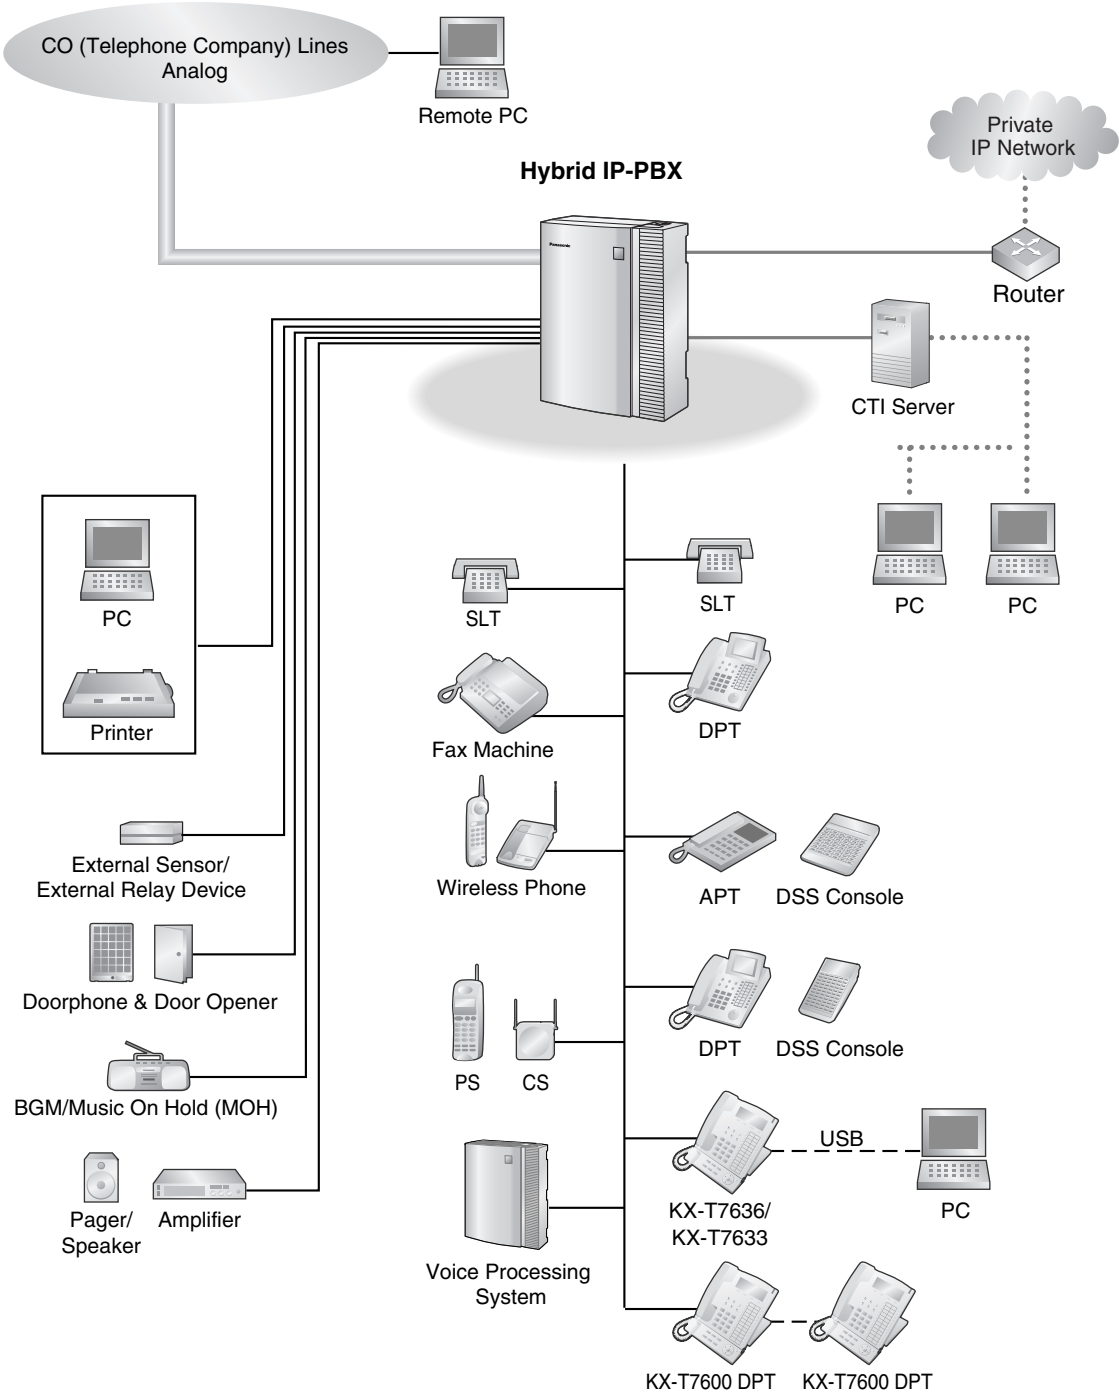 CO (Telephone Company) Lines
Analog
Remote PC
Private
IP Network
Hybrid IP-PBX
Panasonic
Router
CTI Server
PC
PC
PC
Printer
SLT
SLT
Fax Machine
DPT
External Sensor/
External Relay Device
Wireless Phone
APT
DSS Console
Doorphone & Door Opener
PS
CS
DPT
DSS Console
BGM/Music On Hold (MOH)
USB
Pager/
Speaker
Amplifier
KX-T7636/
KX-T7633
PC
Voice Processing
System
KX-T7600 DPT
KX-T7600 DPT